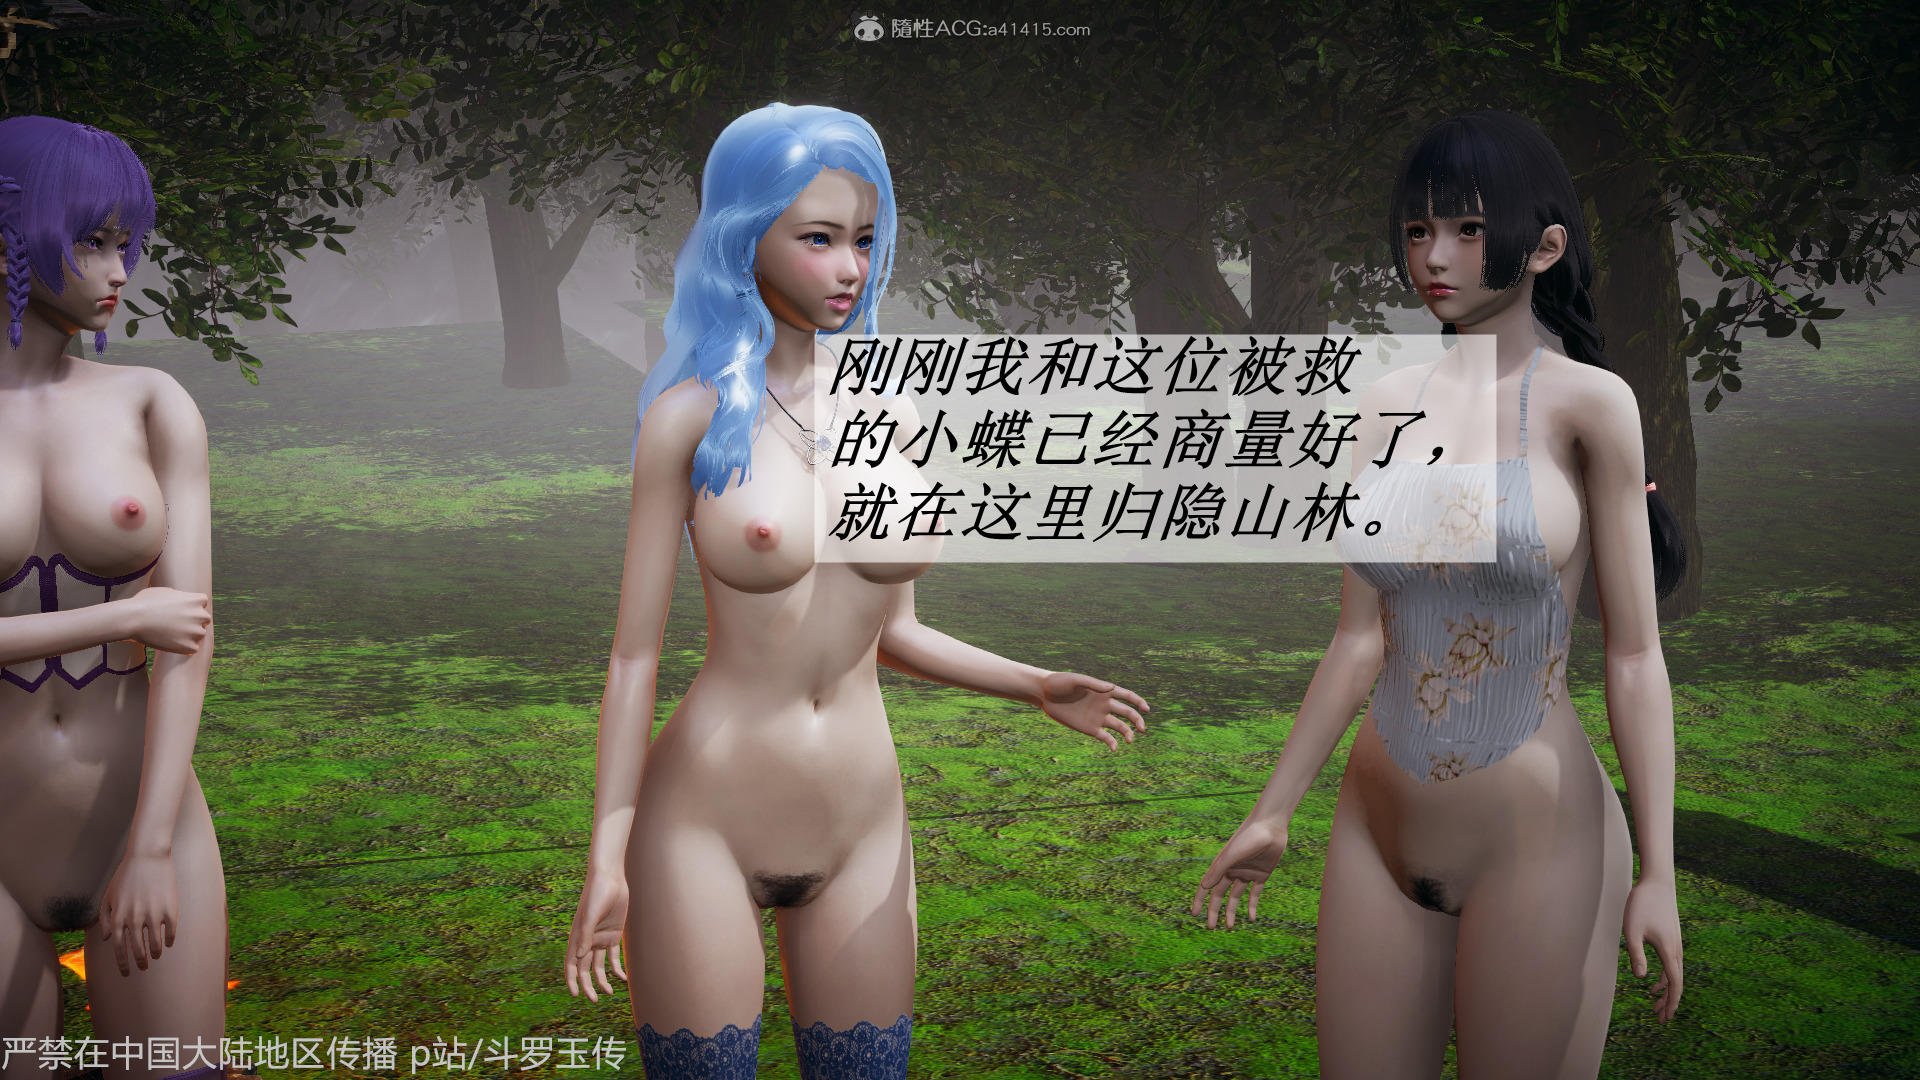 隨性ACG:a41415.com
刚刚我和这位被救
的小蝶已经商量好了，
就在这里归隐山林。
严禁在中国大陆地区传播 p站/斗罗玉传